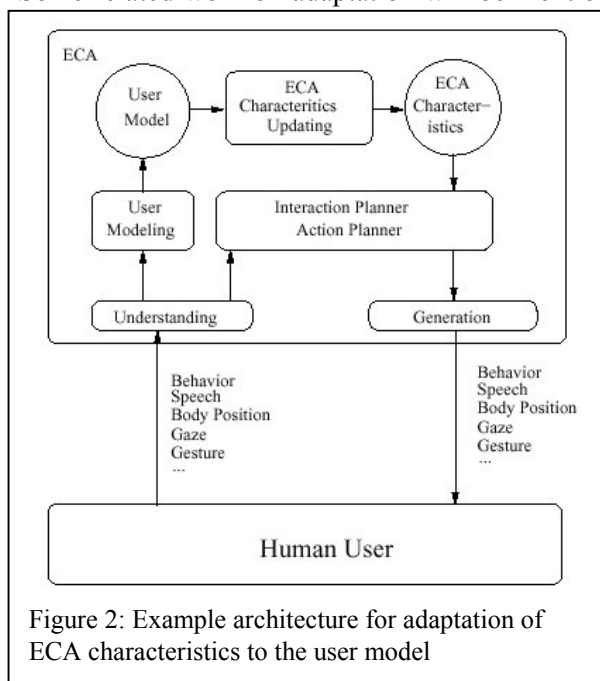 ECA
User
Model
ECA
Characteritics
Updating
ECA
Character-
istics
User
Modeling
Interaction Planner
Action Planner
Understanding
Generation
Behavior
Speech
Body Position
Gaze
Gesture
...
Behavior
Speech
Body Position
Gaze
Gesture
...
Human User
Figure 2: Example architecture for adaptation of
ECA characteristics to the user model